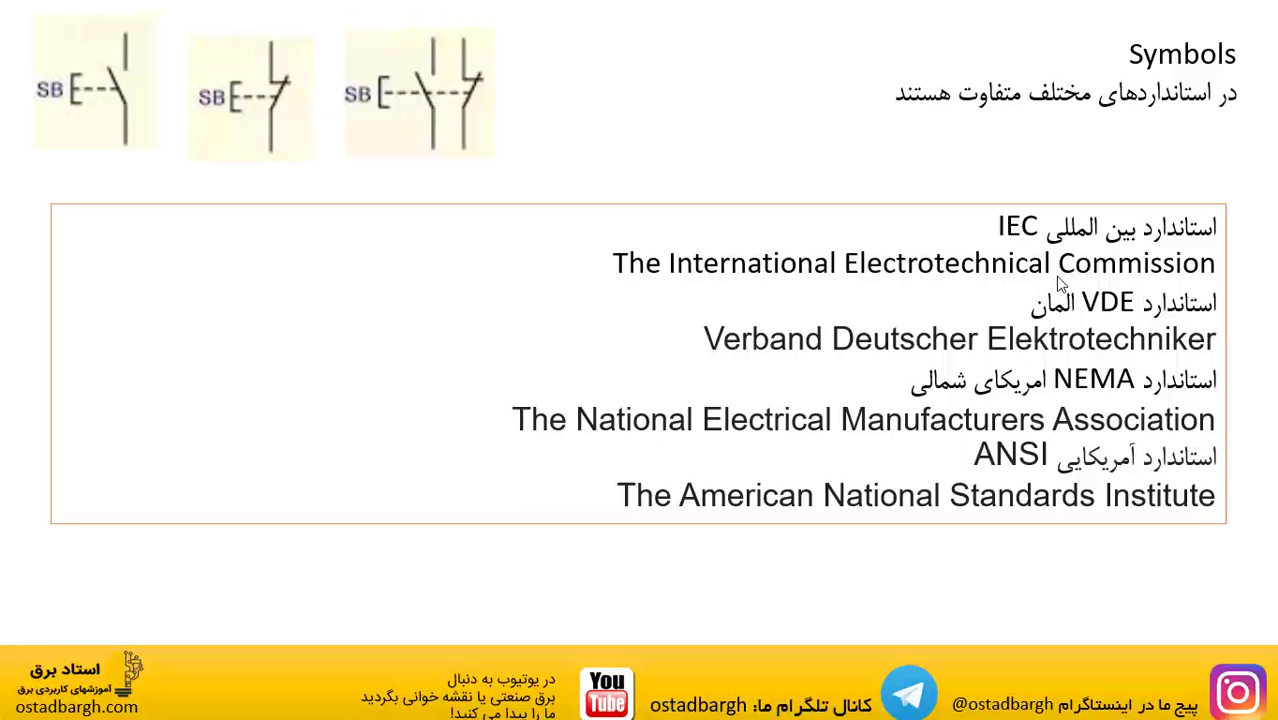 SB
SB
SB
Symbols
در استانداردهای مختلف متفاوت هستند
استاندارد بین المللی IEC
The International Electrotechnical Commission
استاندارد VDE المان
Verband Deutscher Elektrotechniker
استاندارد NEMA امریکای شمالی
The National Electrical Manufacturers Association
استاندارد آمریکایی ANSI
The American National Standards Institute
استاد برق
آموزشهای کاربردی برق
ostadbargh.com
در یوتیوب به دنبال
برق صنعتی یا نقشه خوانی بگردید
ما را پیدا می کنید!
You
Tube
کانال تلگرام ما: ostadbargh
پیج ما در اینستاگرام @ostadbargh